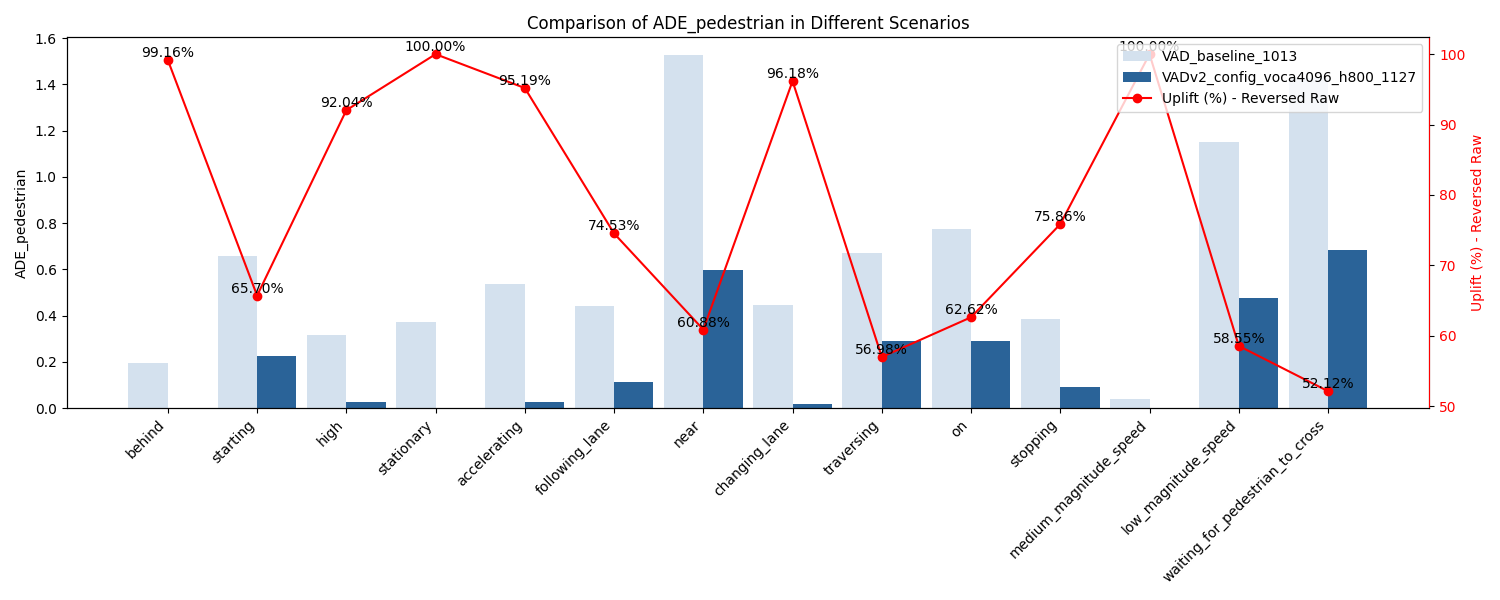 Comparison of ADE_pedestrian in Different Scenarios
ADE_pedestrian
1.6
1.4
1.2
1.0
0.8
0.6
0.4
0.2
0.0
99.16%
65.70%
92.04%
100.00%
95.19%
74.53%
60.88%
96.18%
56.98%
62.62%
75.86%
100.00%
58.55%
52.12%
VAD_baseline_1013
VADv2_config_voca4096_h800_1127
Uplift (%) - Reversed Raw
100
90
80
70
60
50
Uplift (%) - Reversed Raw
behind
starting
high
stationary
accelerating
following_lane
near
changing_lane
traversing
on
stopping
medium_magnitude_speed
low_magnitude_speed
waiting_for_pedestrian_to_cross